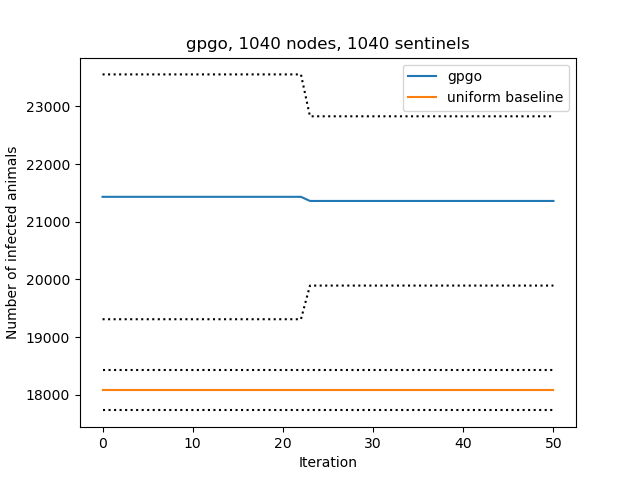 gpgo, 1040 nodes, 1040 sentinels
gpgo
uniform baseline
Number of infected animals
23000
22000
21000
20000
19000
18000
0 10 20 30 40 50
Iteration